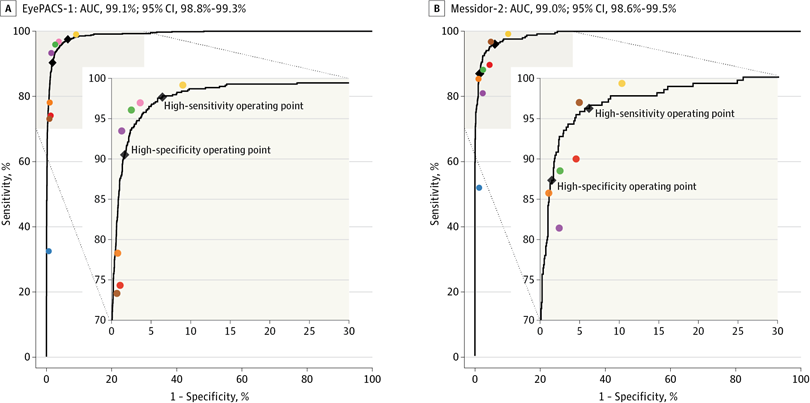 A EyePACS-1: AUC, 99.1%; 95% CI, 98.8%-99.3%
100
80
60
40
20
0
Sensitivity, %
100
95
90
85
80
75
70
High-sensitivity operating point
High-specificity operating point
0 5 10 15 20 25 30
0 20 40 60 80 100
1 - Specificity, %
B Messidor-2: AUC, 99.0%; 95% CI, 98.6%-99.5%
100
80
60
40
20
0
Sensitivity, %
100
95
90
85
80
75
70
High-sensitivity operating point
High-specificity operating point
0 5 10 15 20 25 30
0 20 40 60 80 100
1 - Specificity, %